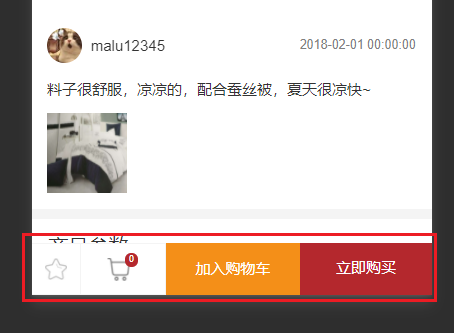 malu12345
2018-02-01 00:00:00
料子很舒服，凉凉的，配合蚕丝被，夏天很凉快~
商品参数
0
加入购物车
立即购买